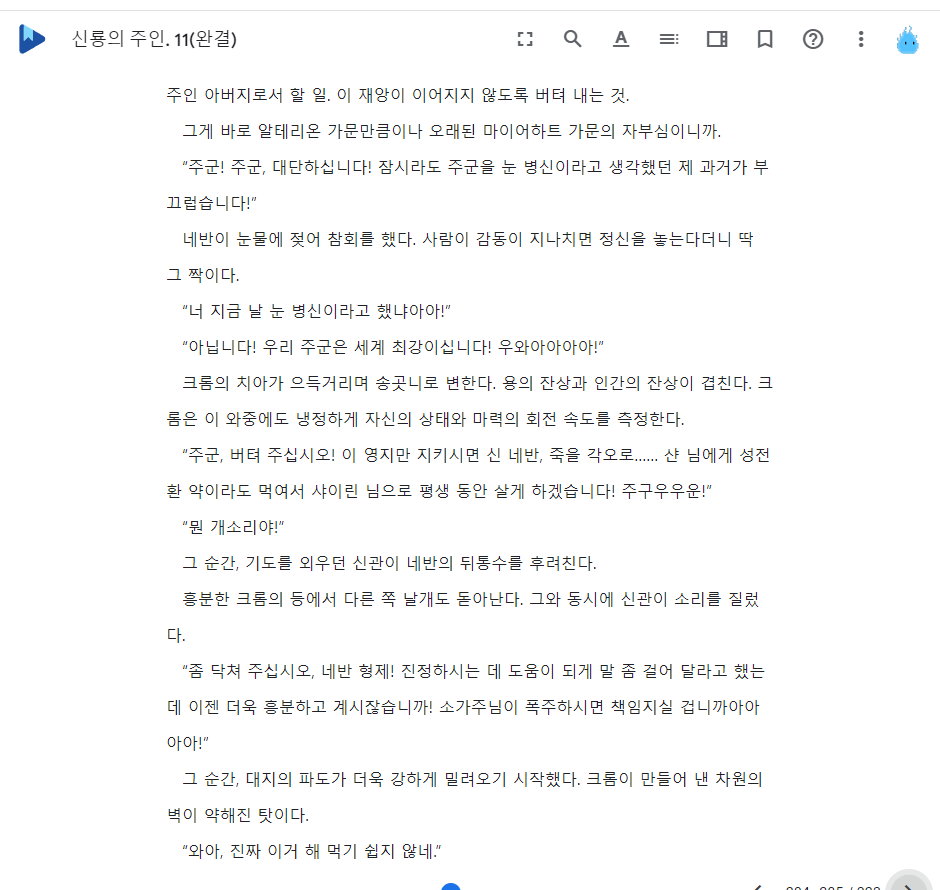 신룡의 주인. 11(완결)
주인 아버지로서 할 일. 이 재앙이 이어지지 않도록 버텨 내는 것.
그게 바로 알테리온 가문만큼이나 오래된 마이어하트 가문의 자부심이니까.
“주군! 주군, 대단하십니다! 잠시라도 주군을 눈 병신이라고 생각했던 제 과거가 부
끄럽습니다!”
네반이 눈물에 젖어 참회를 했다. 사람이 감동이 지나치면 정신을 놓는다더니 딱
그 짝이다.
“너 지금 날 눈 병신이라고 했냐아아!”
“아닙니다! 우리 주군은 세계 최강이십니다! 우와아아아아!”
크롬의 치아가 으득거리며 송곳니로 변한다. 용의 잔상과 인간의 잔상이 겹친다. 크
롬은 이 와중에도 냉정하게 자신의 상태와 마력의 회전 속도를 측정한다.
“주군, 버텨 주십시오! 이 영지만 지키시면 신 네반, 죽을 각오로…… 샨 님에게 성전
환 약이라도 먹여서 샤이린 님으로 평생 동안 살게 하겠습니다! 주구우우운!”
“뭔 개소리야!”
그 순간, 기도를 외우던 신관이 네반의 뒤통수를 후려친다.
흥분한 크롬의 등에서 다른 쪽 날개도 돋아난다. 그와 동시에 신관이 소리를 질렀
다.
“좀 닥쳐 주십시오, 네반 형제! 진정하시는 데 도움이 되게 말 좀 걸어 달라고 했는
데 이젠 더욱 흥분하고 계시잖습니까! 소가주님이 폭주하시면 책임지실 겁니까아아
아아!”
그 순간, 대지의 파도가 더욱 강하게 밀려오기 시작했다. 크롬이 만들어 낸 차원의
벽이 약해진 탓이다.
“와아, 진짜 이거 해 먹기 쉽지 않네.”